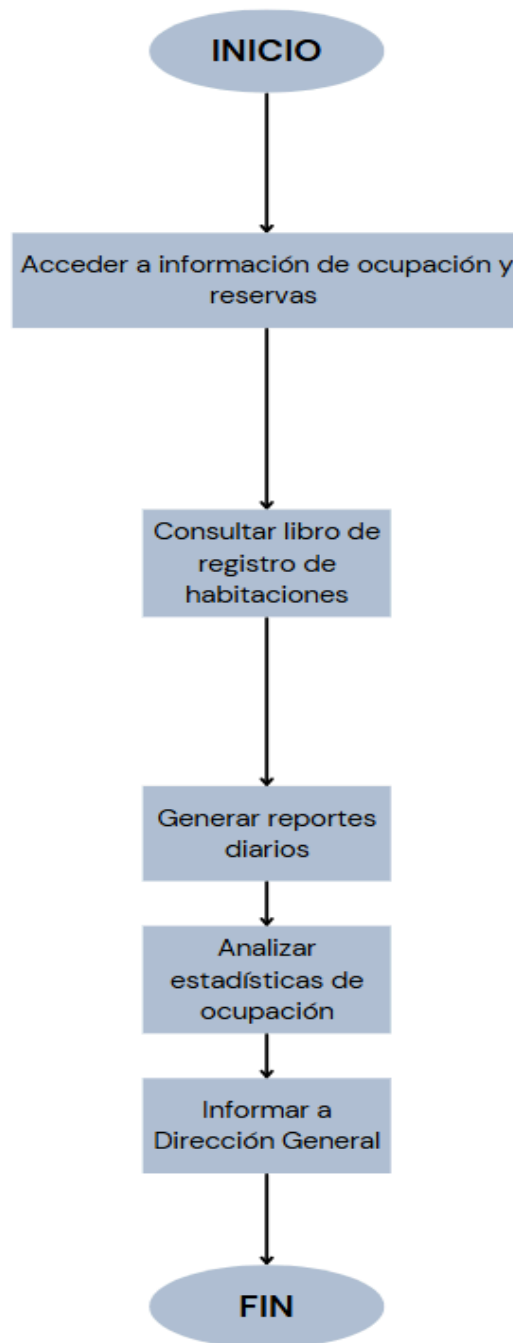 INICIO
Acceder a información de ocupación y
reservas
Consultar libro de
registro de
habitaciones
Generar reportes
diarios
Analizar
estadísticas de
ocupación
Informar a
Dirección General
FIN